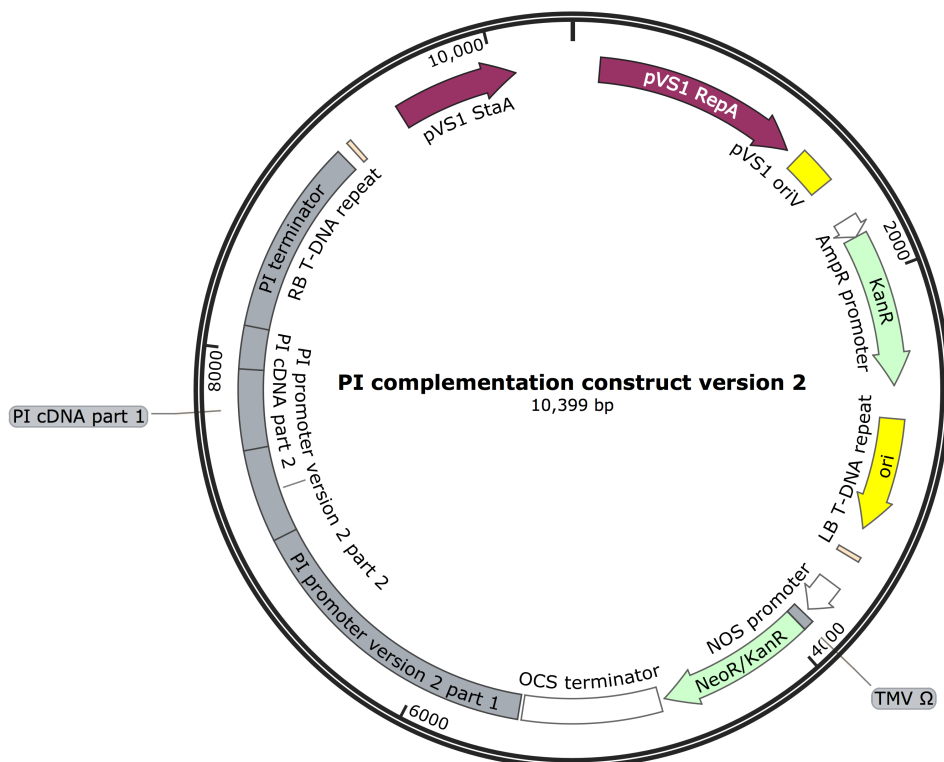 10,000
pVS1 StaA
pVS1 RepA
pVS1 oriV
2000
AmpR promoter
KanR
RB T-DNA repeat
PI terminator
8000
PI cDNA part 1
PI cDNA part 2
PI promoter version 2 part 2
PI complementation construct version 2
10,399 bp
LB T-DNA repeat
ori
NOS promoter
4000
TMV Ω
NeoR/KanR
OCS terminator
PI promoter version 2 part 1
6000